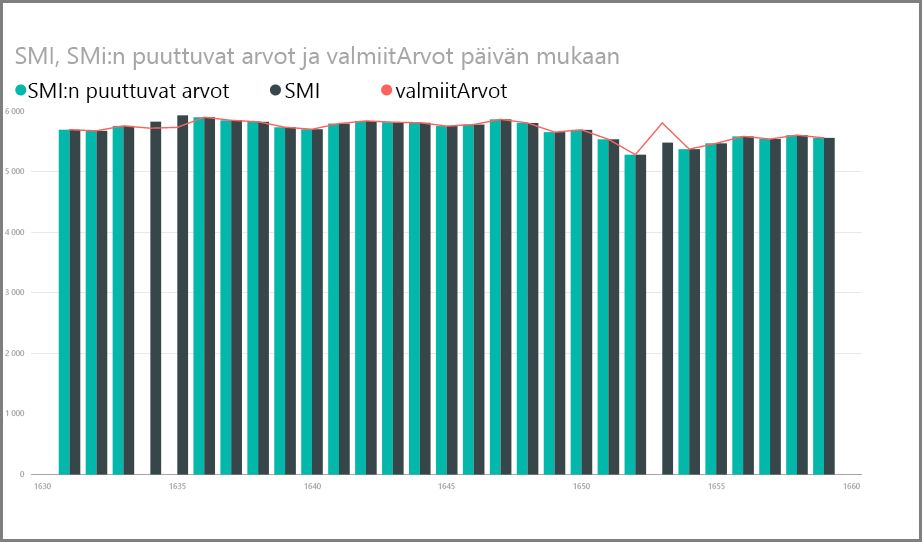 SMI, SMi:n puuttuvat arvot ja valmiitArvot päivän mukaan
SMI:n puuttuvat arvot SMI valmiitArvot
6 000
5 000
4 000
3 000
2 000
1 000
0
1630 1635 1640 1645 1650 1655 1660